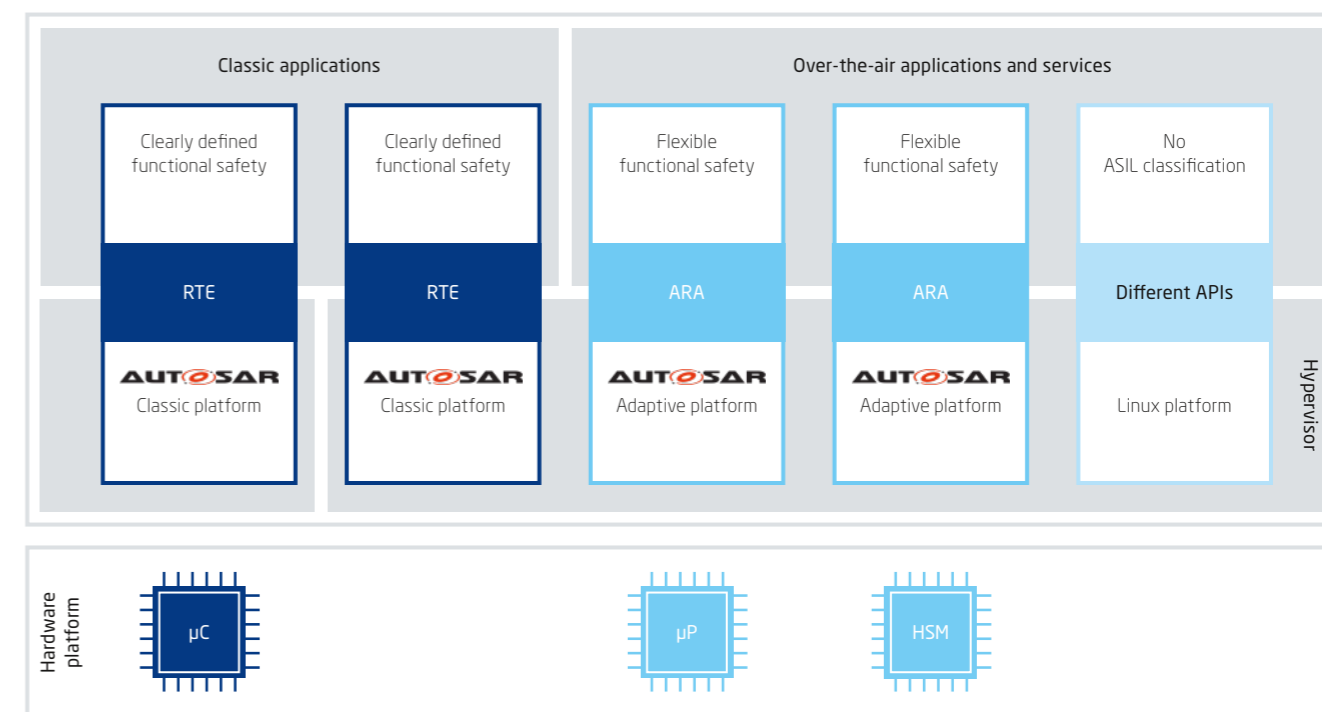 Classic applications
Over-the-air applications and services
Clearly defined
functional safety
Clearly defined
functional safety
Flexible
functional safety
Flexible
functional safety
No
ASIL classification
RTE
RTE
ARA
ARA
Different APIs
AUTOSAR
Classic platform
AUTOSAR
Classic platform
AUTOSAR
Adaptive platform
AUTOSAR
Adaptive platform
Linux platform
Hypervisor
Hardware
platform
µC
µP
HSM